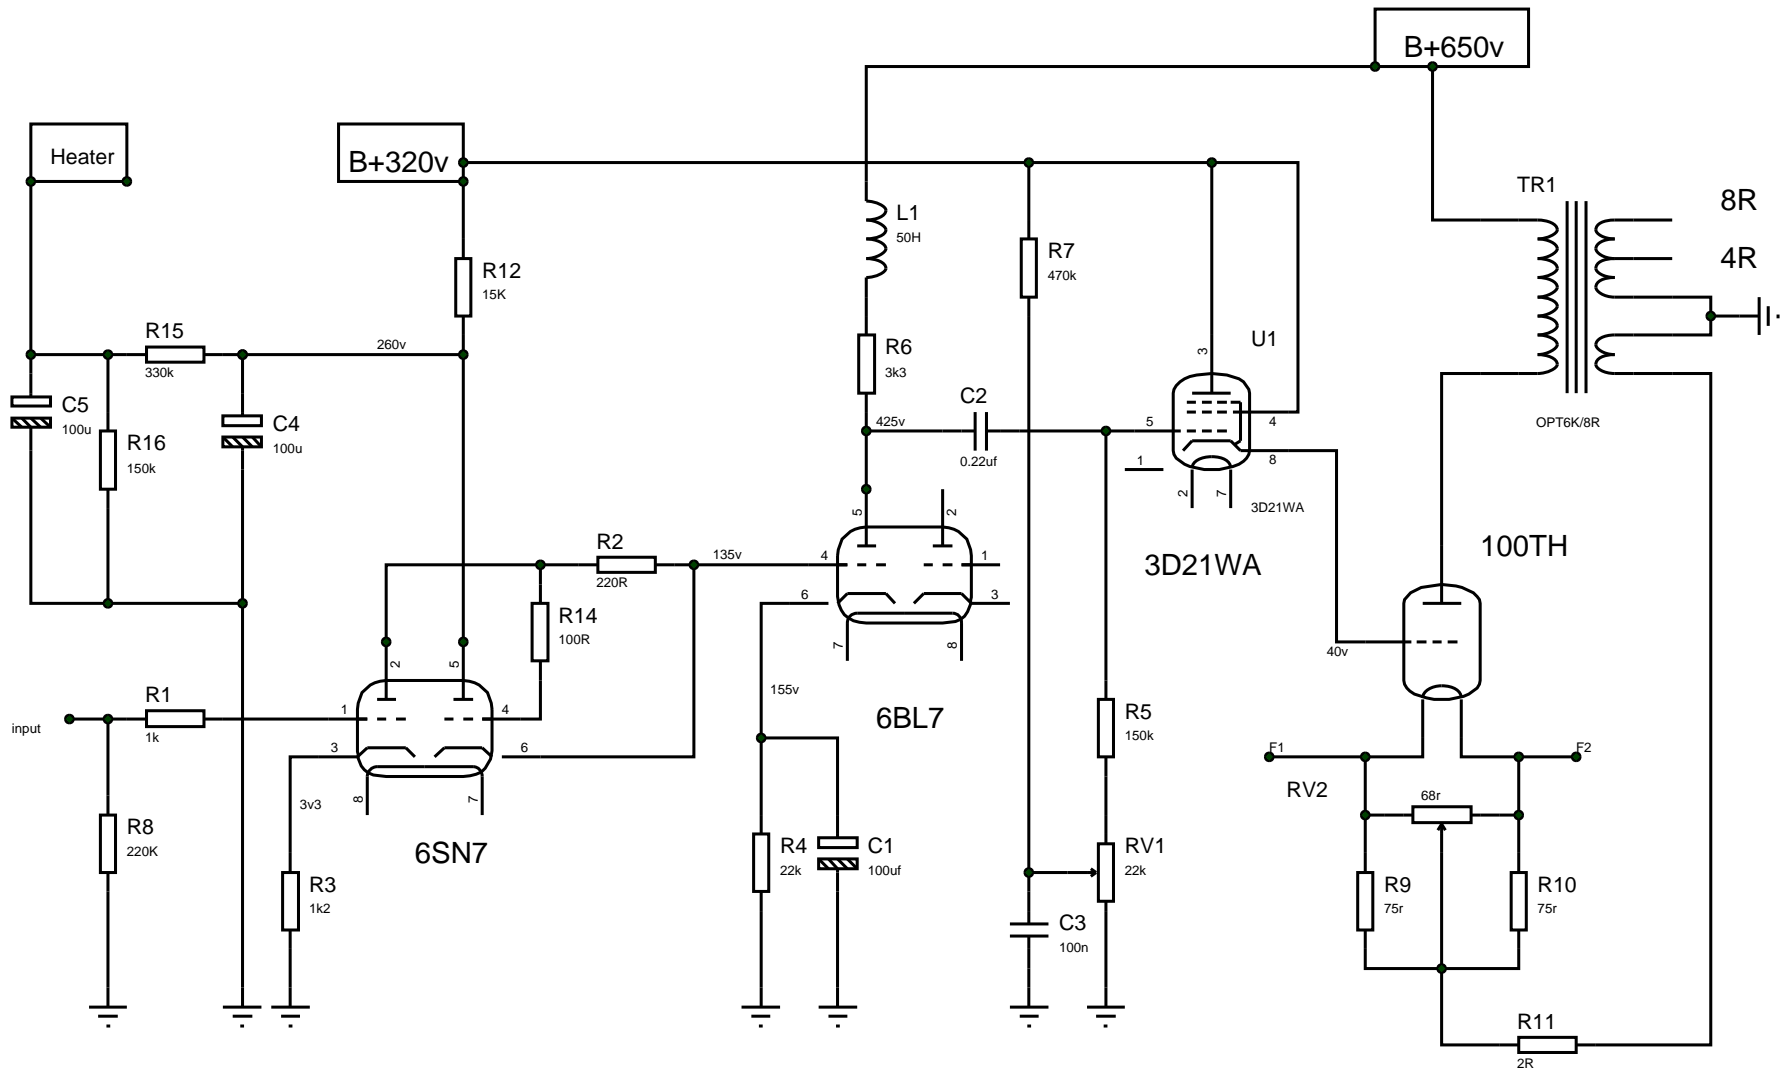 B+650v
Heater
B+320v
TR1
8R
4R
L1
50H
R12
15K
R7
470k
R15
330k
260v
R6
3k3
3
U1
C5
100u
R16
150k
C4
100u
425v
C2
0.22uf
5
4
8
1
2
7
3D21WA
OPT6K/8R
3D21WA
100TH
R2
220R
135v
5
2
4
1
6
3
7
8
R14
100R
2
5
155v
6BL7
40v
input
R1
1k
1
4
3
6
8
7
3v3
6SN7
R5
150k
F1
F2
RV2
68r
R8
220K
R3
1k2
R4
22k
C1
100uf
RV1
22k
R9
75r
R10
75r
C3
100n
R11
2R